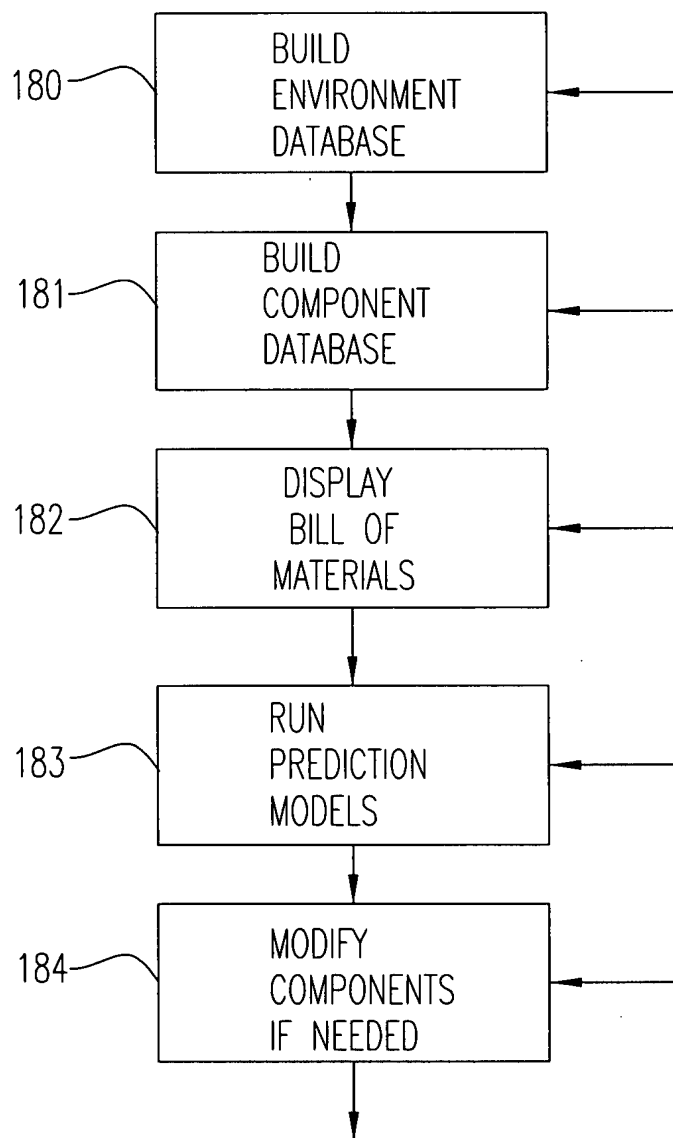 BUILD
180
ENVIRONMENT
DATABASE
BUILD
181
COMPONENT
DATABASE
DISPLAY
182
BILL OF
MATERIALS
RUN
183
PREDICTION
MODELS
MODIFY
184
COMPONENTS
IF NEEDED